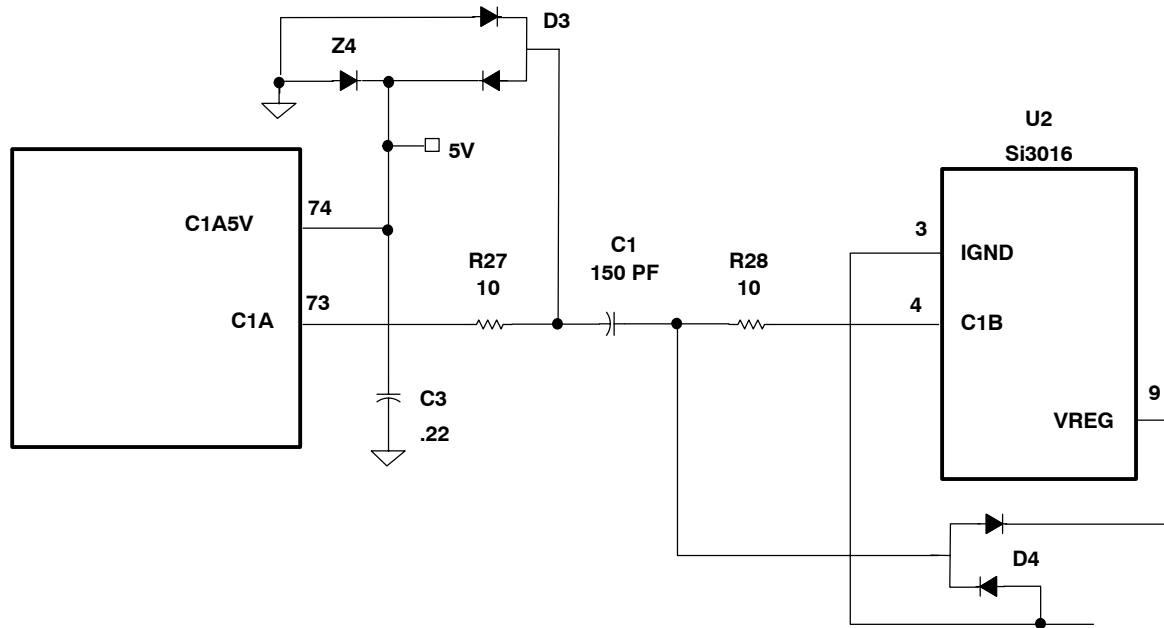 D3
Z4
5V
U2
Si3016
C1A5V
74
3
IGND
C1
150 PF
R27
10
R28
10
73
C1A
4
C1B
C3
.22
9
VREG
D4